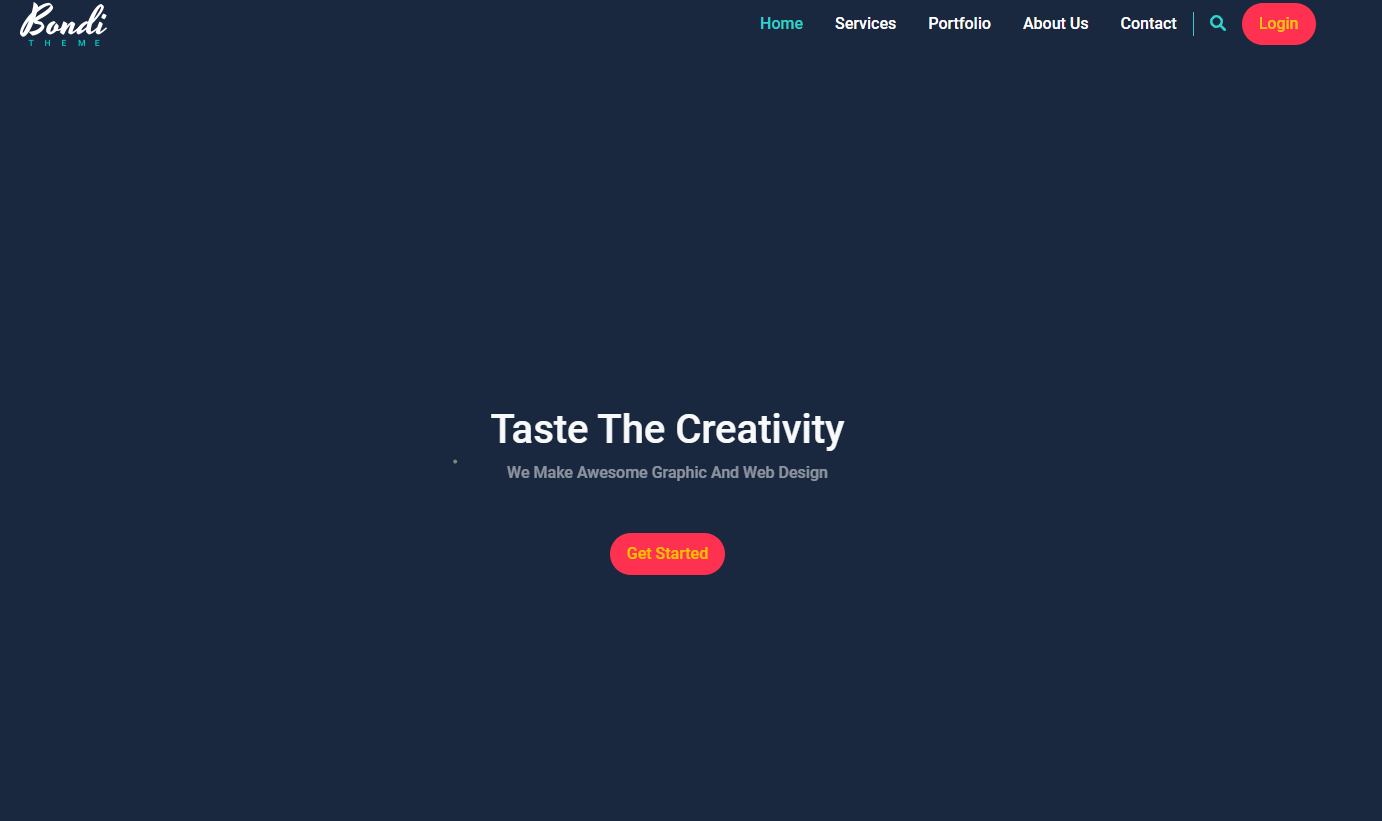 Bondi
THEME
Home Services Portfolio About Us Contact Login
Taste The Creativity
We Make Awesome Graphic And Web Design
Get Started